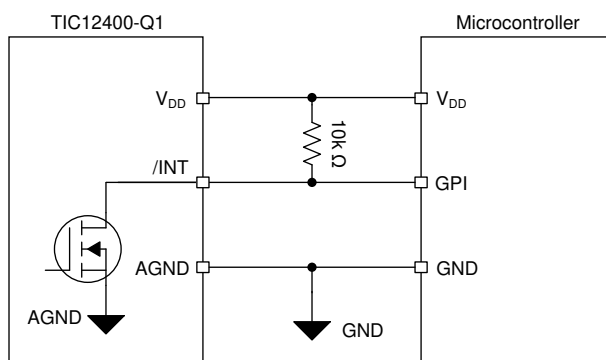 TIC12400-Q1
Microcontroller
VDD
VDD
10k Ω
/INT
GPI
AGND
GND
AGND
GND